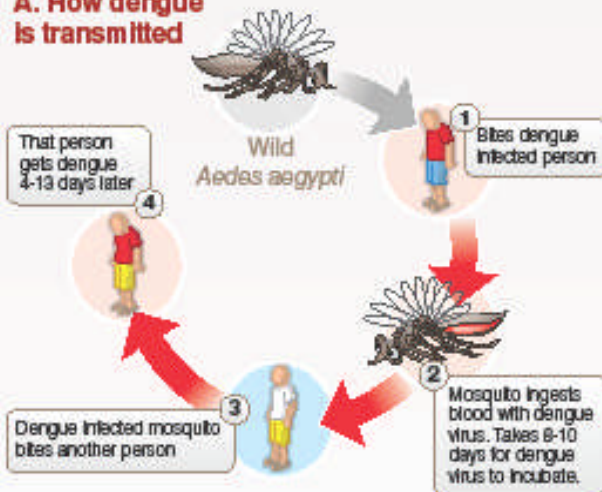 A. How dengue
is transmitted
Wild
Aedes aegypti
1
Bites dengue
infected person
2
Mosquito ingests
blood with dengue
virus. Takes 8-10
days for dengue
virus to incubate.
3
Dengue infected mosquito
bites another person
4
That person
gets dengue
4-13 days later